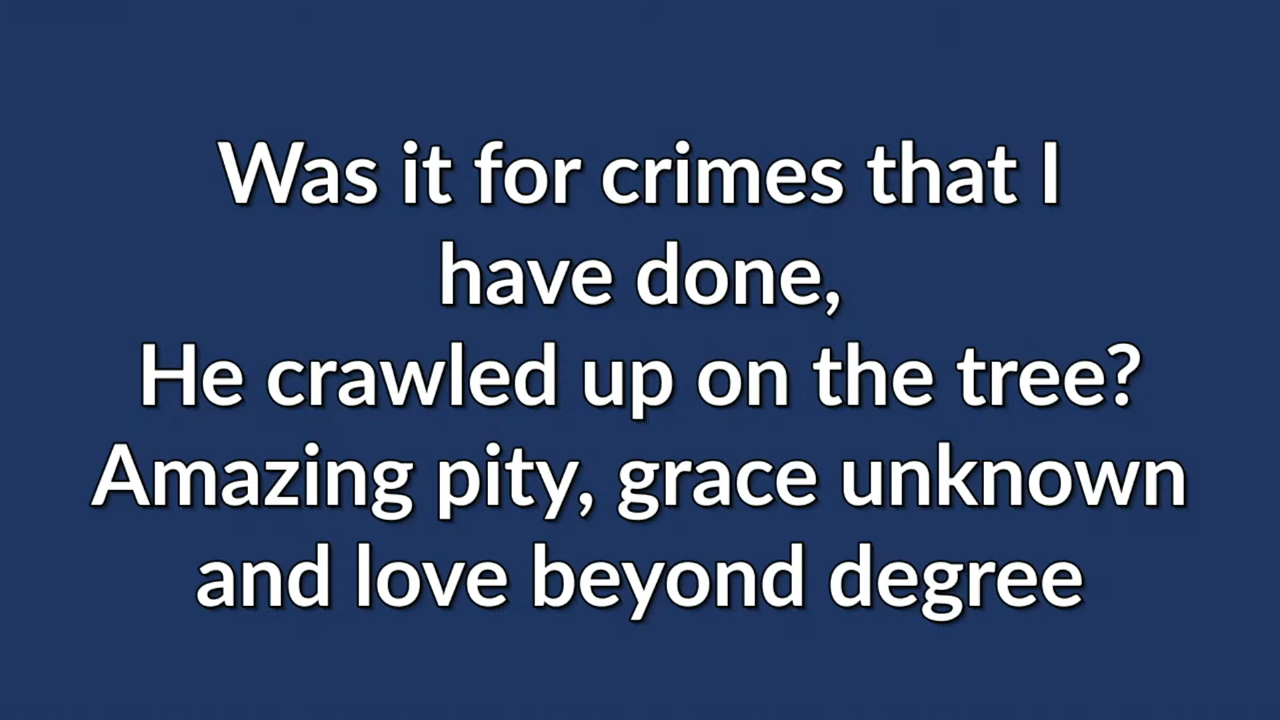 Was it for crimes that I
have done,
He crawled up on the tree?
Amazing pity, grace unknown
and love beyond degree